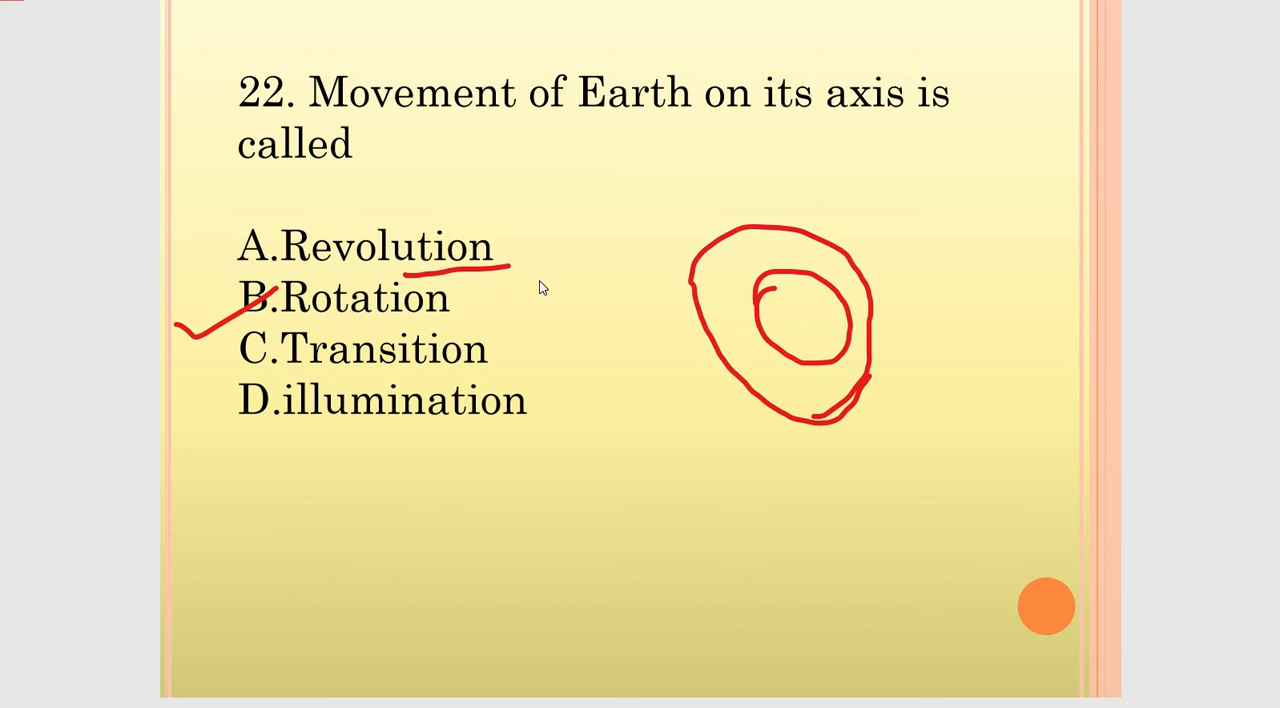 22. Movement of Earth on its axis is
called
A.Revolution
B.Rotation
C.Transition
D.illumination